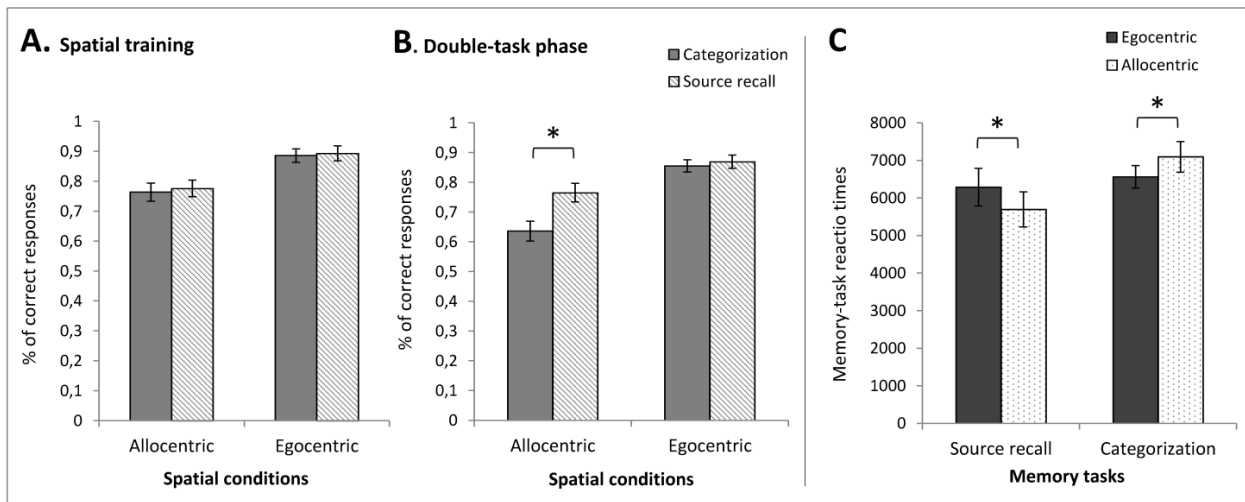 A. Spatial training
% of correct responses
1
0,9
0,8
0,7
0,6
0,5
0,4
0,3
0,2
0,1
0
Allocentric
Egocentric
Spatial conditions
B. Double-task phase
Categorization
Source recall
% of correct responses
1
0,9
0,8
0,7
0,6
0,5
0,4
0,3
0,2
0,1
0
*
Allocentric
Egocentric
Spatial conditions
C
Egocentric
Allocentric
Memory-task reactio times
8000
7000
6000
5000
4000
3000
2000
1000
0
*
*
Source recall
Categorization
Memory tasks